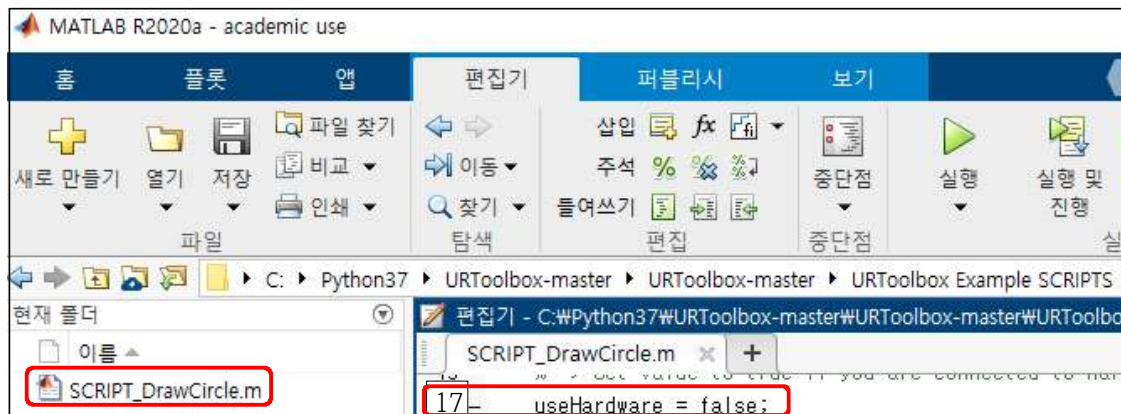 MATLAB R2020a - academic use
홈 플롯 앱 편집기 퍼블리시 보기
파일 찾기 삽입 fx fi
새로 만들기 열기 저장 비교 이동 주석 % 중단점 실행 실행 및 진행
인쇄 찾기 들여쓰기
파일 탐색 편집 중단점
C: Python37 URToolbox-master URToolbox-master URToolbox Example SCRIPTS
현재 폴더 편집기 - C:₩Python37₩URToolbox-master₩URToolbox-master₩URToolbo
이름 SCRIPT_DrawCircle.m
SCRIPT_DrawCircle.m
17 useHardware = false;